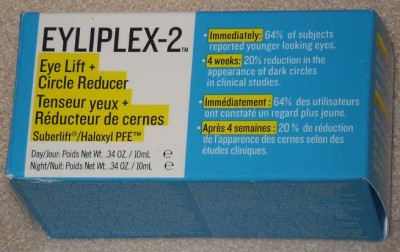 EYLIPLEX-2™
Eye Lift +
Circle Reducer
Tenseur yeux +
Réducteur de cernes
Suberlift®/Haloxyl PFE™
Day/Jour: Poids Net Wt. .34 OZ. / 10mL ℮
Night/Nuit: Poids Net Wt. .34 OZ. / 10mL ℮
• Immediately: 64% of subjects
reported younger looking eyes.
• 4 weeks: 20% reduction in the
appearance of dark circles
in clinical studies.
• Immédiatement : 64% des utilisateurs
ont constaté un regard plus jeune.
• Après 4 semaines : 20 % de réduction
de l'apparence des cernes selon des
études cliniques.